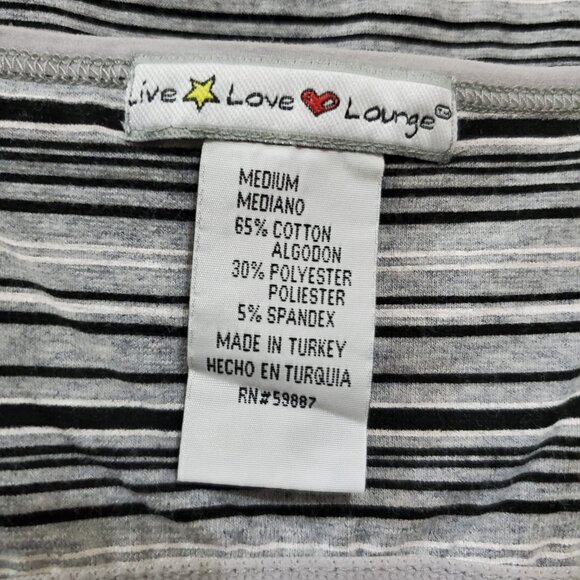 Live Love Lounge
MEDIUM
MEDIANO
65% COTTON
ALGODON
30% POLYESTER
POLIESTER
5% SPANDEX
MADE IN TURKEY
HECHO EN TURQUIA
RN#59887